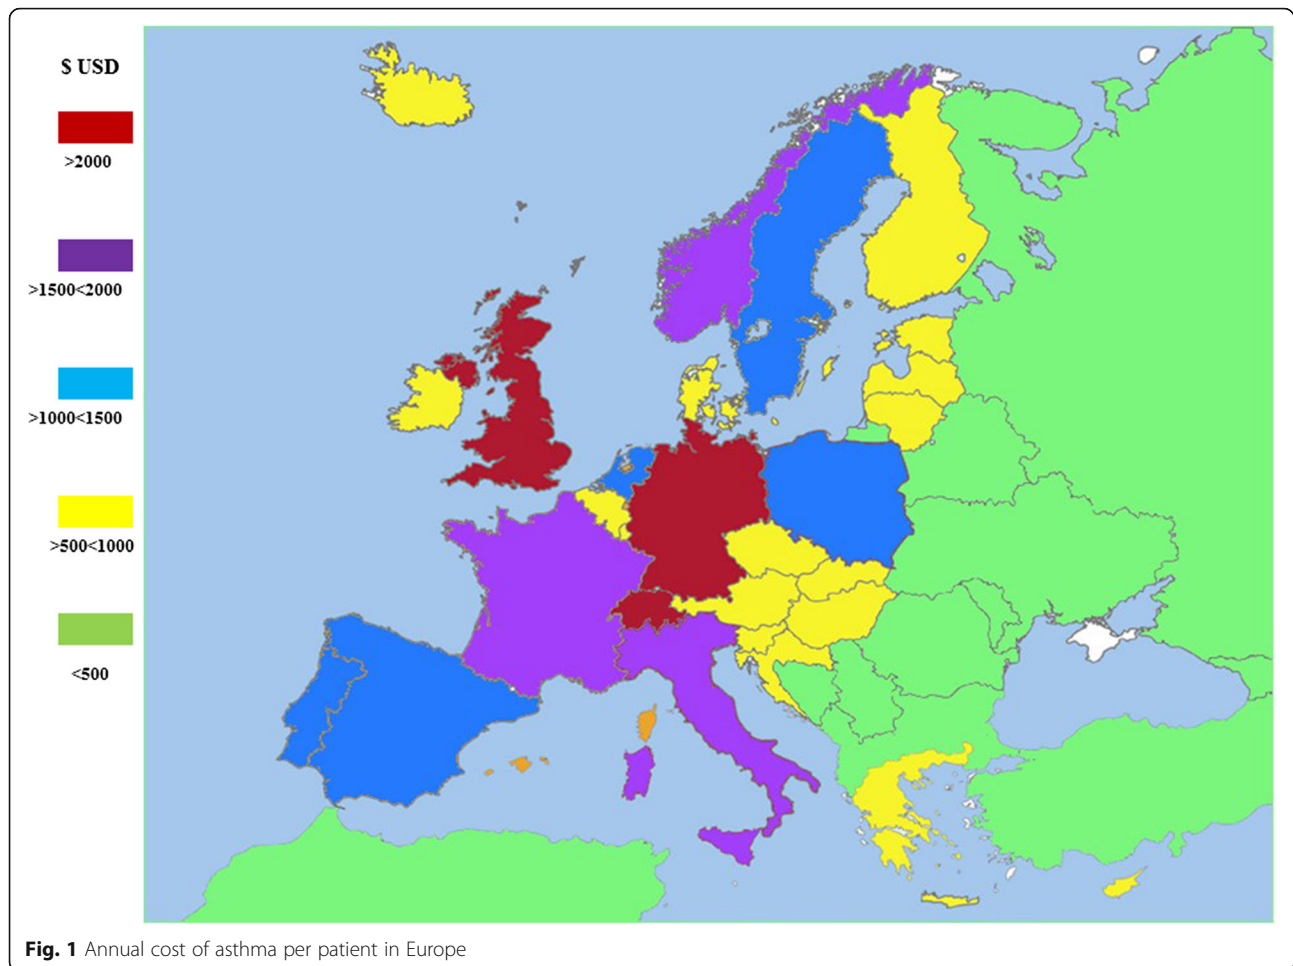 $ USD
>2000
>1500<2000
>1000<1500
>500<1000
<500
Fig. 1 Annual cost of asthma per patient in Europe